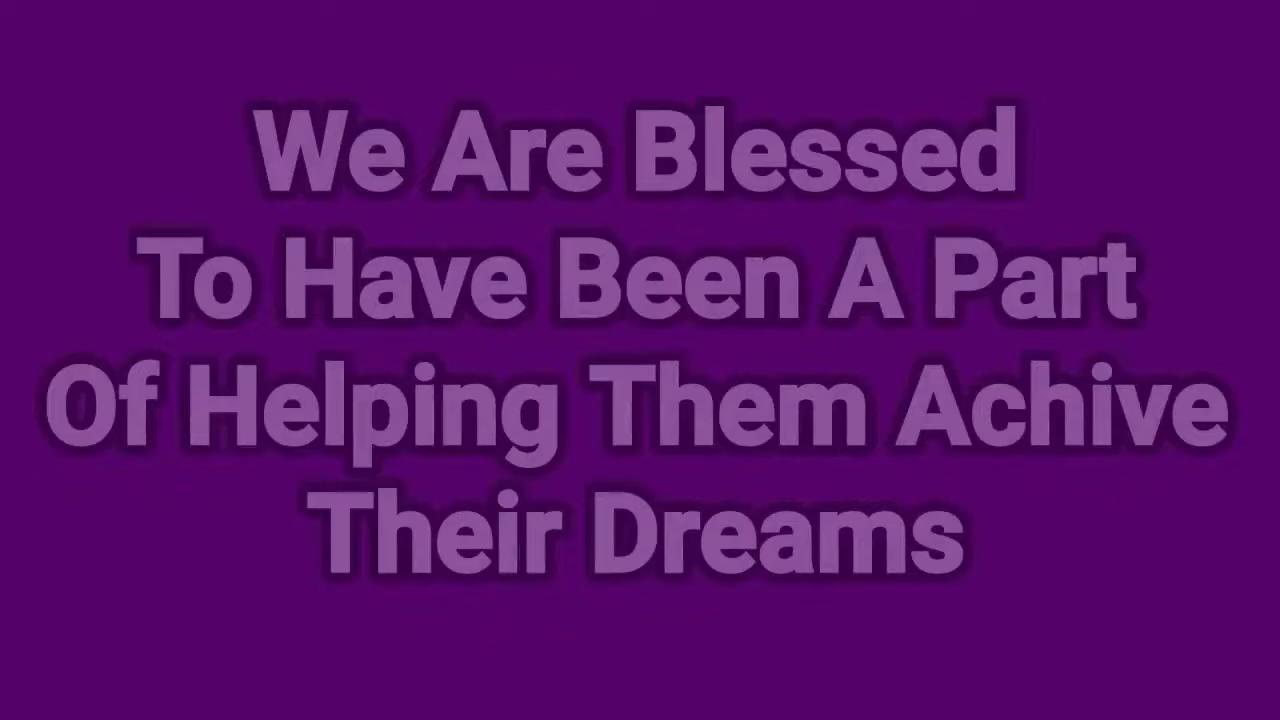 We Are Blessed
To Have Been A Part
Of Helping Them Achive
Their Dreams